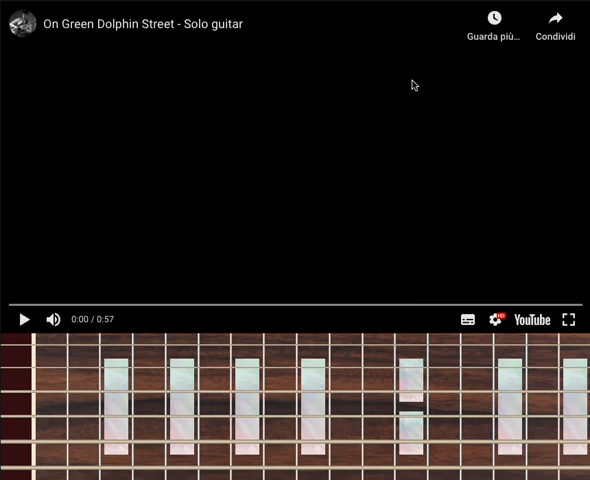 On Green Dolphin Street - Solo guitar
Guarda più...
Condividi
0:00 / 0:57
HD
YouTube